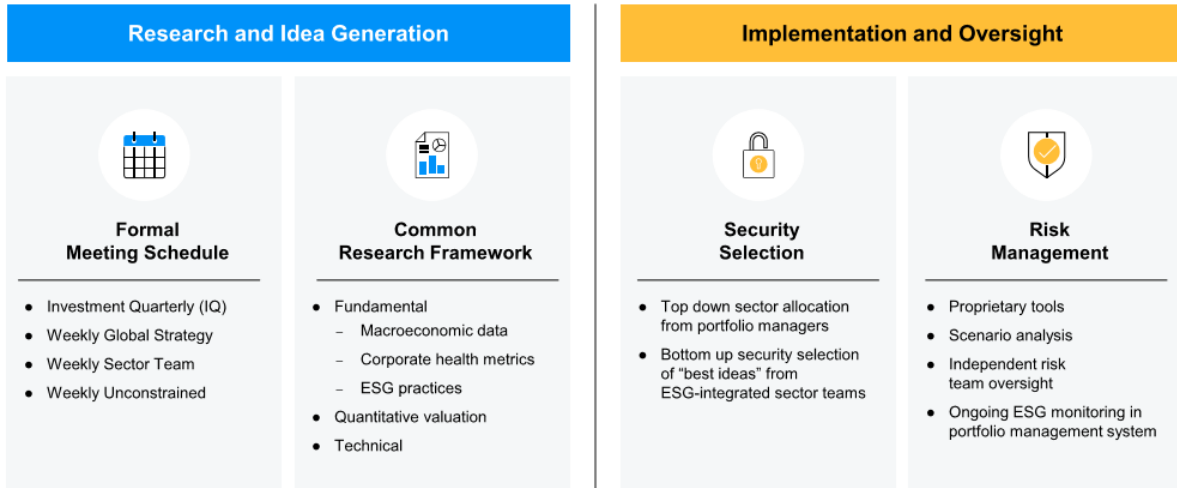 Research and Idea Generation
Formal
Meeting Schedule
● Investment Quarterly (IQ)
● Weekly Global Strategy
● Weekly Sector Team
● Weekly Unconstrained
Common
Research Framework
● Fundamental
– Macroeconomic data
– Corporate health metrics
– ESG practices
● Quantitative valuation
● Technical
Implementation and Oversight
Security
Selection
● Top down sector allocation
from portfolio managers
● Bottom up security selection
of “best ideas” from
ESG-integrated sector teams
Risk
Management
● Proprietary tools
● Scenario analysis
● Independent risk
team oversight
● Ongoing ESG monitoring in
portfolio management system